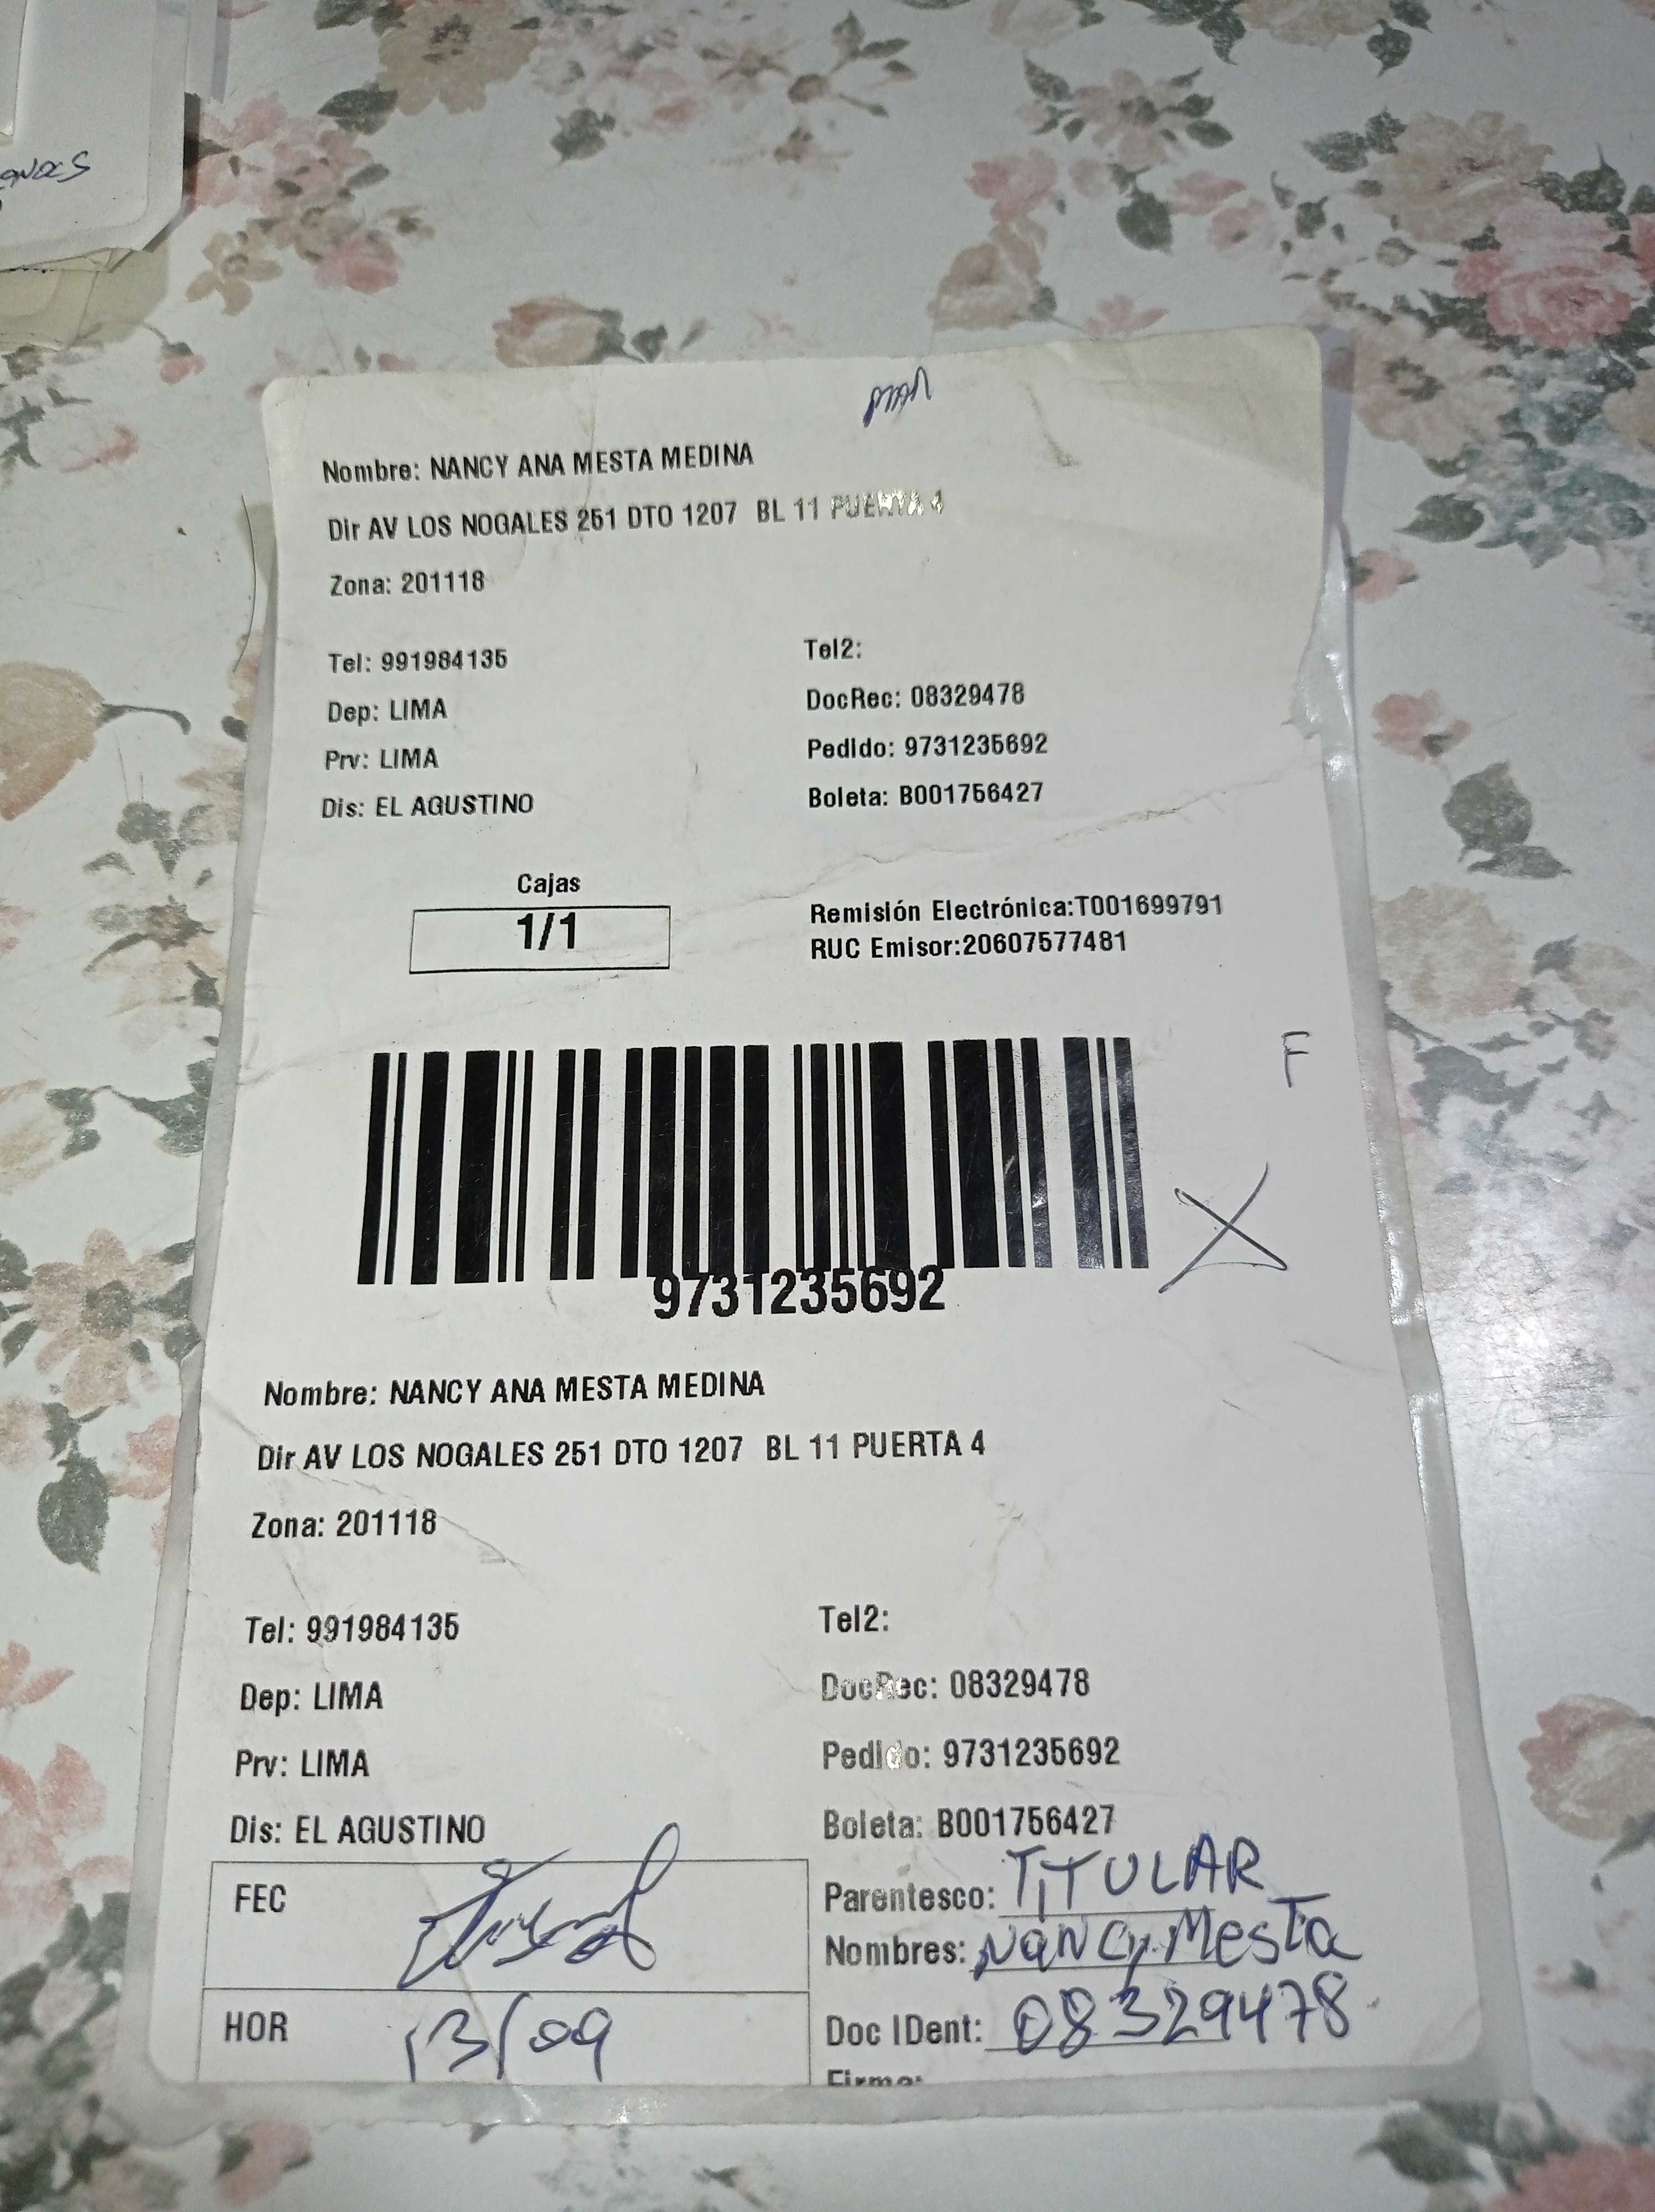 Nombre: NANCY ANA MESTA MEDINA
Dir AV LOS NOGALES 251 DTO 1207 BL 11 PUERTA 4
Zona: 201118
Tel: 991984135
Tel2:
Dep: LIMA
DocRec: 08329478
Prv: LIMA
Pedido: 9731235692
Dis: EL AGUSTINO
Boleta: B001756427
Cajas
1/1
Remisión Electrónica:T001699791
RUC Emisor:20607577481
F
X
9731235692
Nombre: NANCY ANA MESTA MEDINA
Dir AV LOS NOGALES 251 DTO 1207 BL 11 PUERTA 4
Zona: 201118
Tel: 991984135
Tel2:
Dep: LIMA
DocRec: 08329478
Prv: LIMA
Pedido: 9731235692
Dis: EL AGUSTINO
Boleta: B001756427
FEC
Parentesco: TITULAR
Nombres: Nancy Mesta
HOR 13/09
Doc IDent: 08329478
Firma: